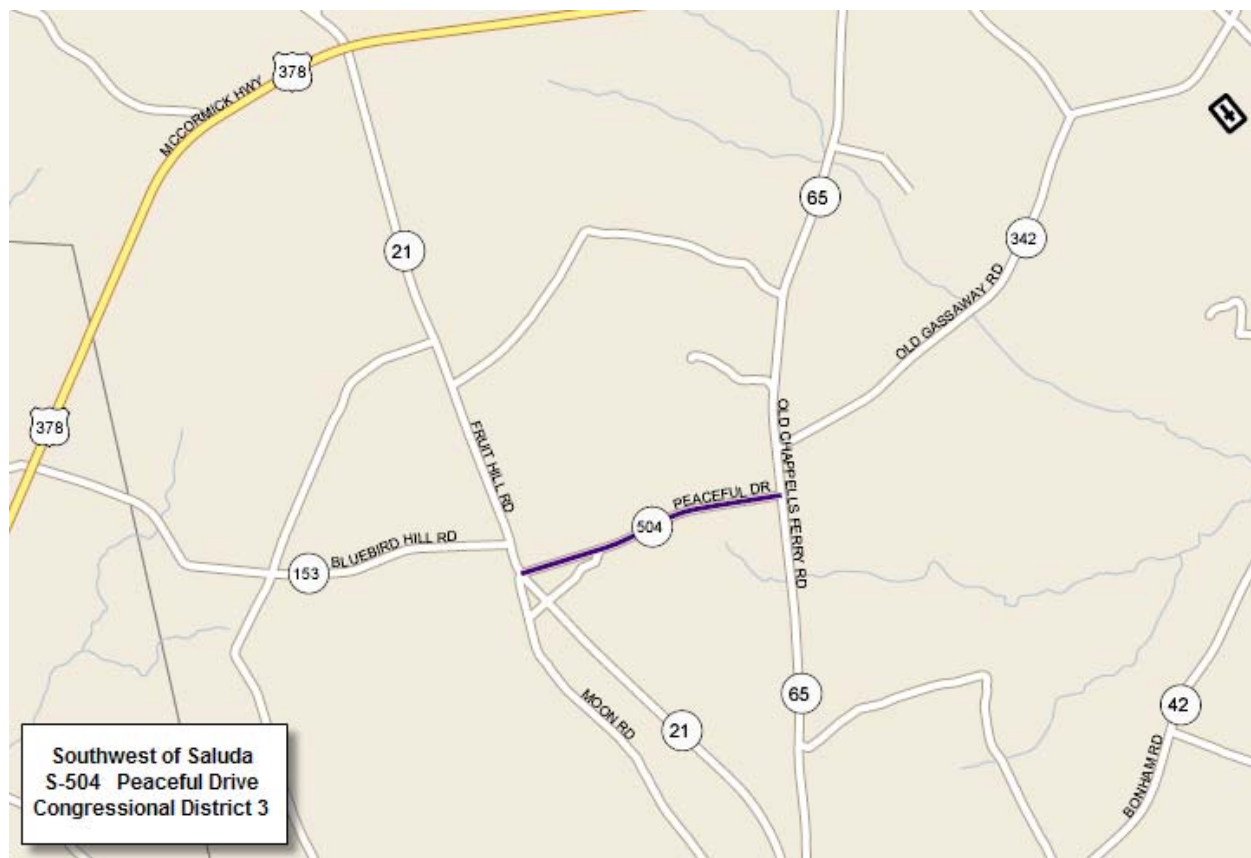 378
MCCORMICK HWY
65
21
342
OLD GASSAWAY RD
378
FRUIT HILL RD
OLD CHAPPELLS FERRY RD
PEACEFUL DR
504
BLUEBIRD HILL RD
153
65
MOON RD
21
42
BONHAM RD
Southwest of Saluda
S-504 Peaceful Drive
Congressional District 3